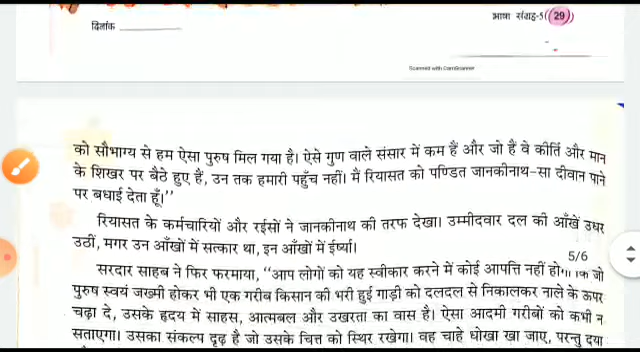 भाषा संग्रह-5 (29)
दिनांक
Scanned with CamScanner
को सौभाग्य से हम ऐसा पुरुष मिल गया है। ऐसे गुण वाले संसार में कम हैं और जो हैं वे कीर्ति और मान
के शिखर पर बैठे हुए हैं, उन तक हमारी पहुँच नहीं। मैं रियासत को पण्डित जानकीनाथ-सा दीवान पाने
पर बधाई देता हूँ।''
रियासत के कर्मचारियों और रईसों ने जानकीनाथ की तरफ देखा। उम्मीदवार दल की आँखें उधर
उठीं, मगर उन आँखों में सत्कार था, इन आँखों में ईर्ष्या।
5/6
सरदार साहब ने फिर फरमाया, ''आप लोगों को यह स्वीकार करने में कोई आपत्ति नहीं जो
पुरुष स्वयं जख्मी होकर भी एक गरीब किसान की भरी हुई गाड़ी को दलदल से निकालकर नाले के ऊपर
चढ़ा दे, उसके हृदय में साहस, आत्मबल और उखरता का वास है। ऐसा आदमी गरीबों को कभी न
सताएगा। उसका संकल्प दृढ़ है जो उसके चित्त को स्थिर रखेगा। वह चाहे धोखा खा जाए, परन्तु दया